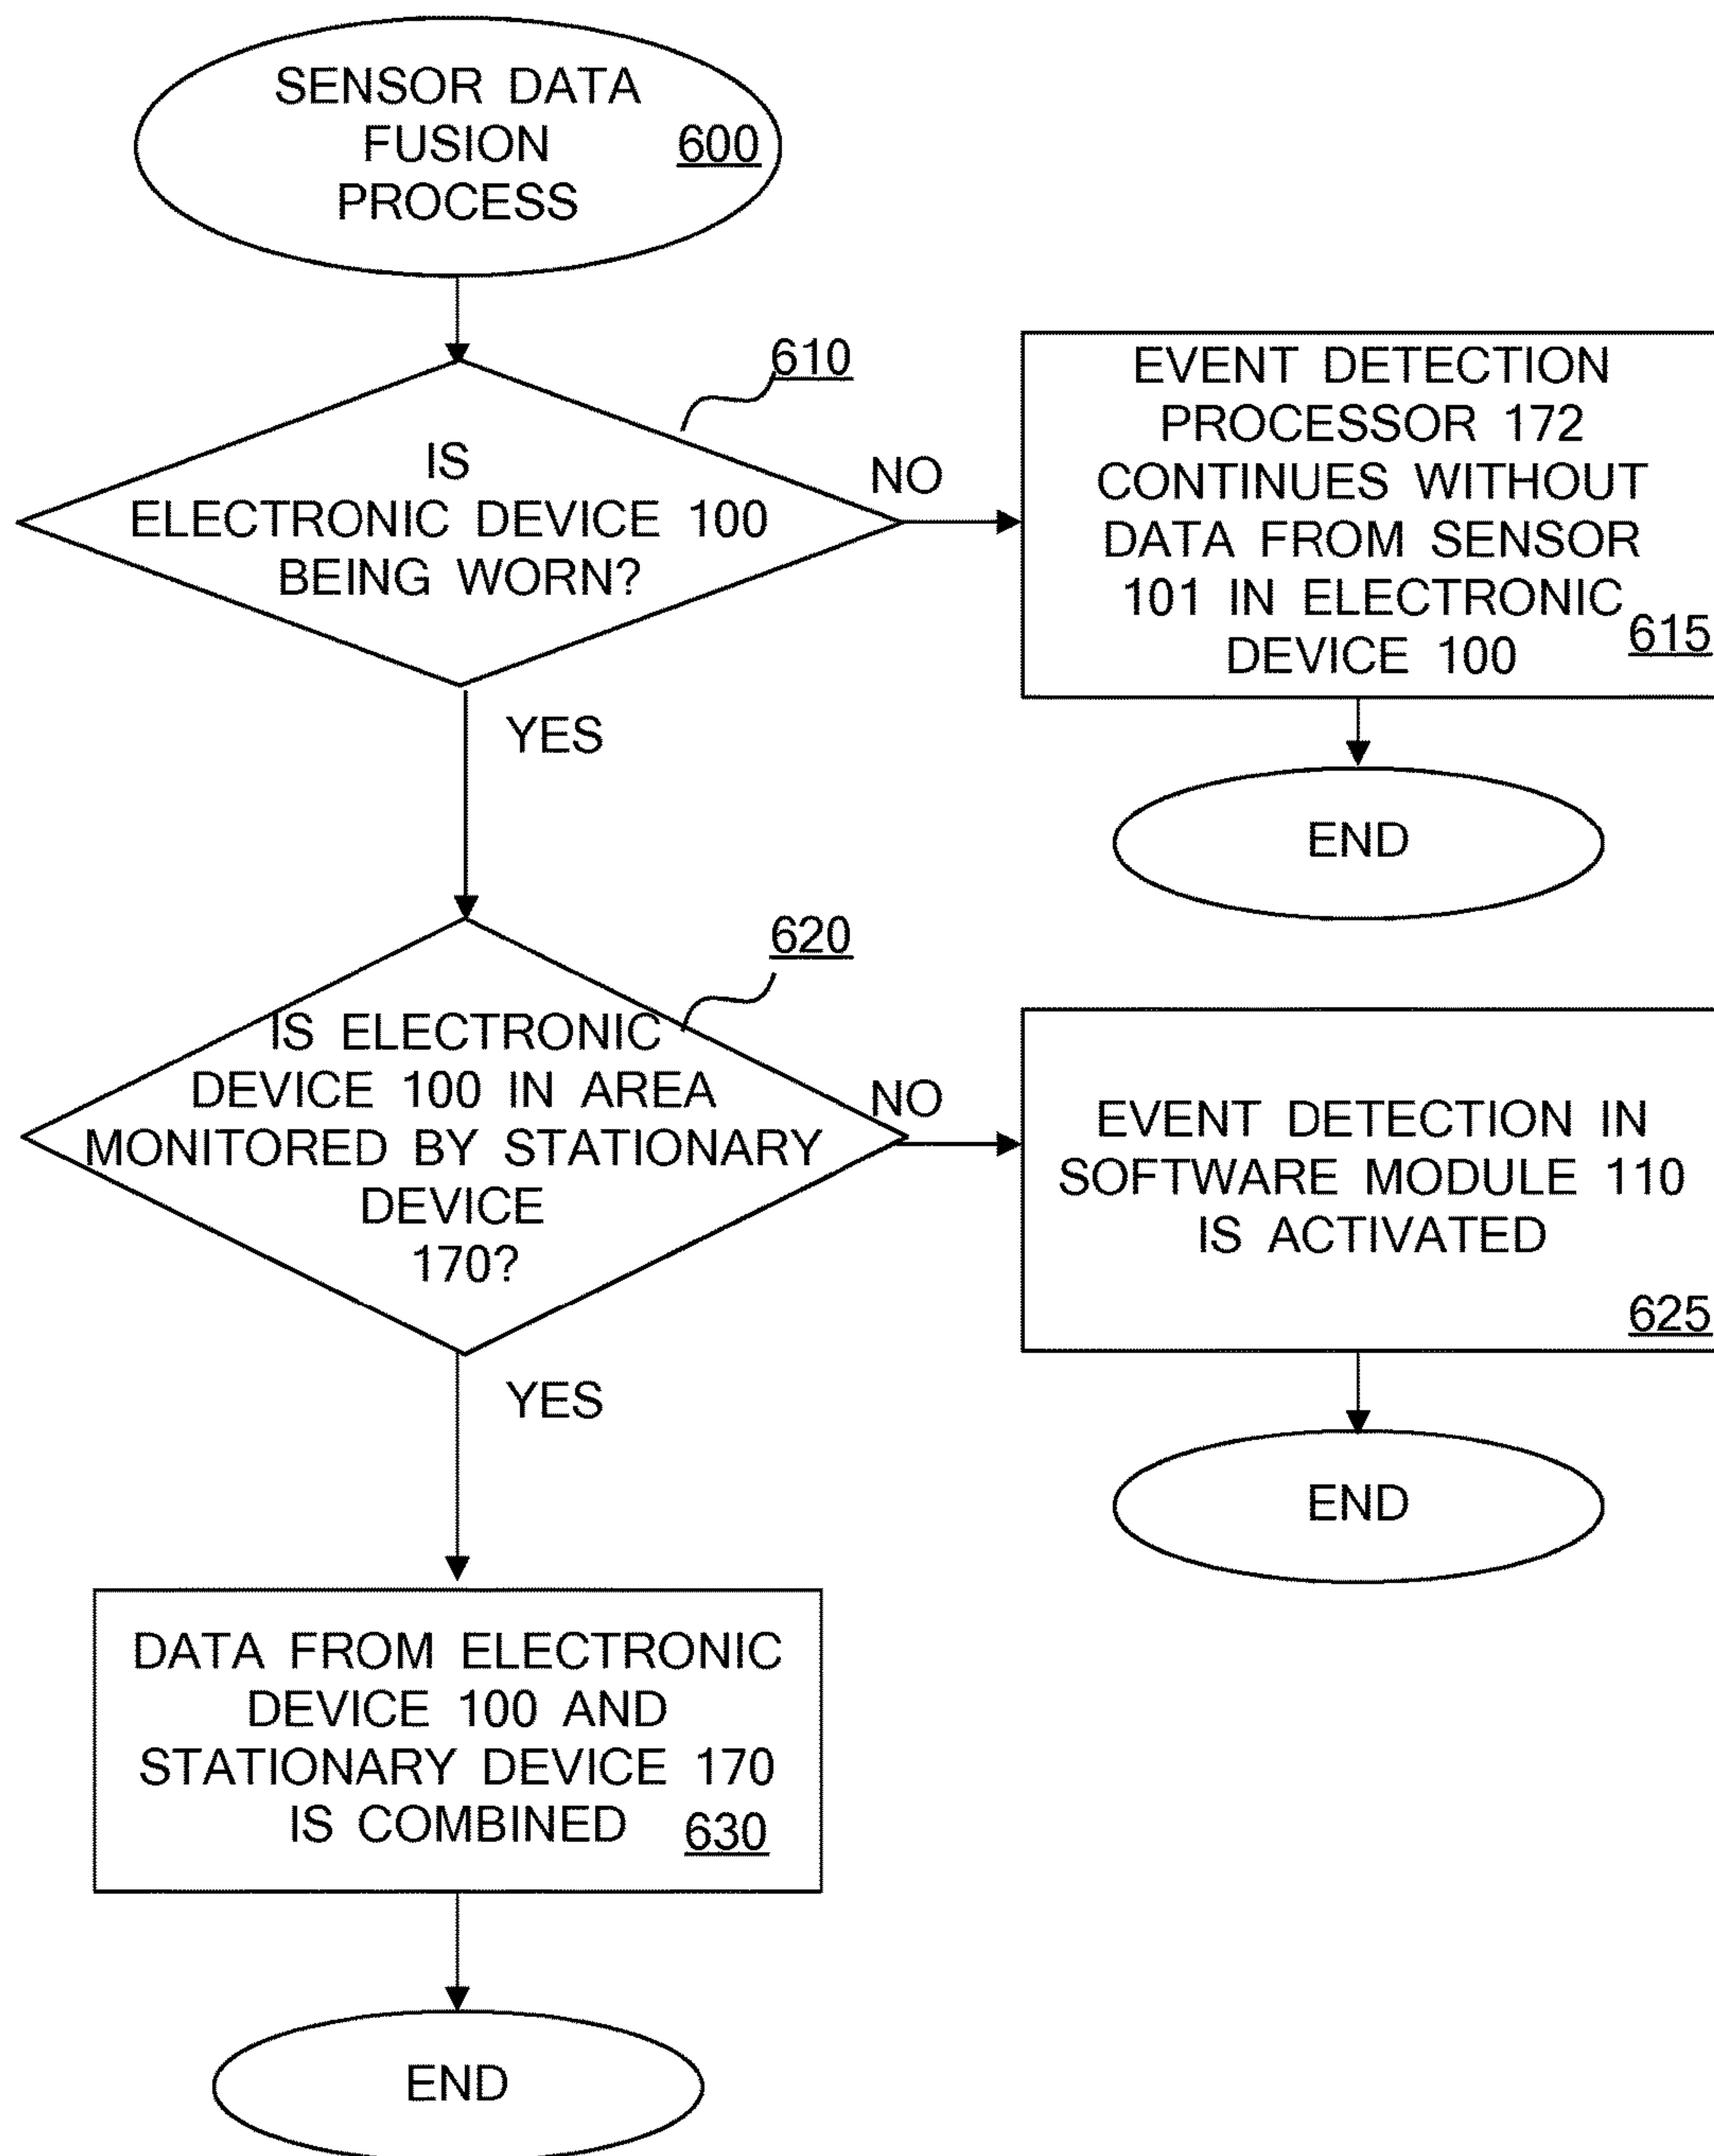 SENSOR DATA
FUSION
PROCESS
600
610
IS
ELECTRONIC DEVICE 100
BEING WORN?
NO
EVENT DETECTION
PROCESSOR 172
CONTINUES WITHOUT
DATA FROM SENSOR
101 IN ELECTRONIC
DEVICE 100
615
END
YES
620
IS ELECTRONIC
DEVICE 100 IN AREA
MONITORED BY STATIONARY
DEVICE
170?
NO
EVENT DETECTION IN
SOFTWARE MODULE 110
IS ACTIVATED
625
END
YES
DATA FROM ELECTRONIC
DEVICE 100 AND
STATIONARY DEVICE 170
IS COMBINED
630
END